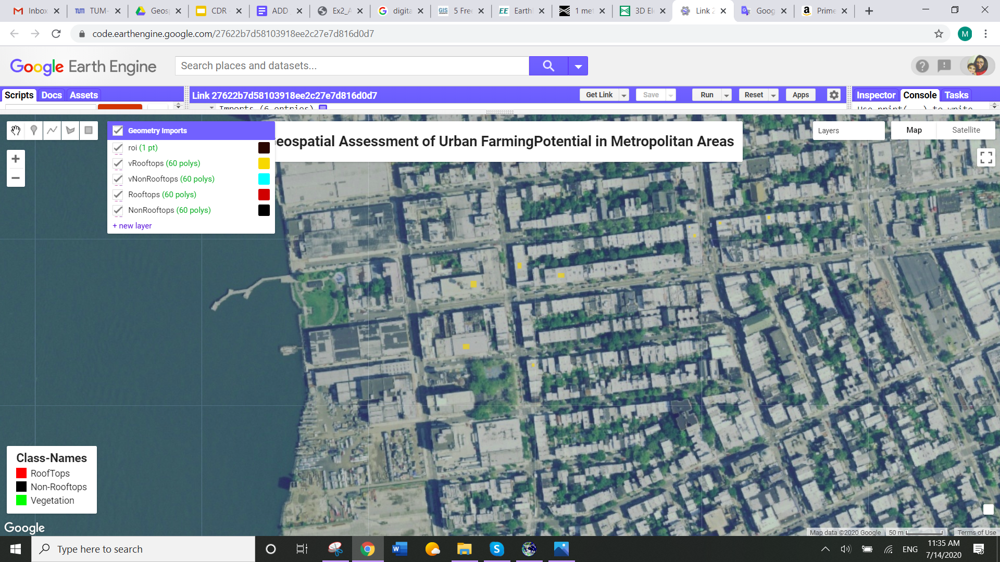 Inbox
TUM-
Geosp
CDR -
ADD
Ex2_A
digita
5 Free
Earth
1 met
3D El
Link 2
Goog
Prime
code.earthengine.google.com/27622b7d58103918ee2c27e7d816d0d7
M
Google Earth Engine
Search places and datasets...
Scripts
Docs
Assets
Link 27622b7d58103918ee2c27e7d816d0d7
Get Link
Save
Run
Reset
Apps
Inspector
Console
Tasks
Imports (6 entries)
Use print(...) to write
Geometry Imports
roi (1 pt)
vRooftops (60 polys)
vNonRooftops (60 polys)
Rooftops (60 polys)
NonRooftops (60 polys)
+ new layer
eospatial Assessment of Urban FarmingPotential in Metropolitan Areas
Layers
Map
Satellite
Class-Names
RoofTops
Non-Rooftops
Vegetation
Google
Map data ©2020 Google
50 m
Terms of Use
Type here to search
ENG
11:35 AM
7/14/2020